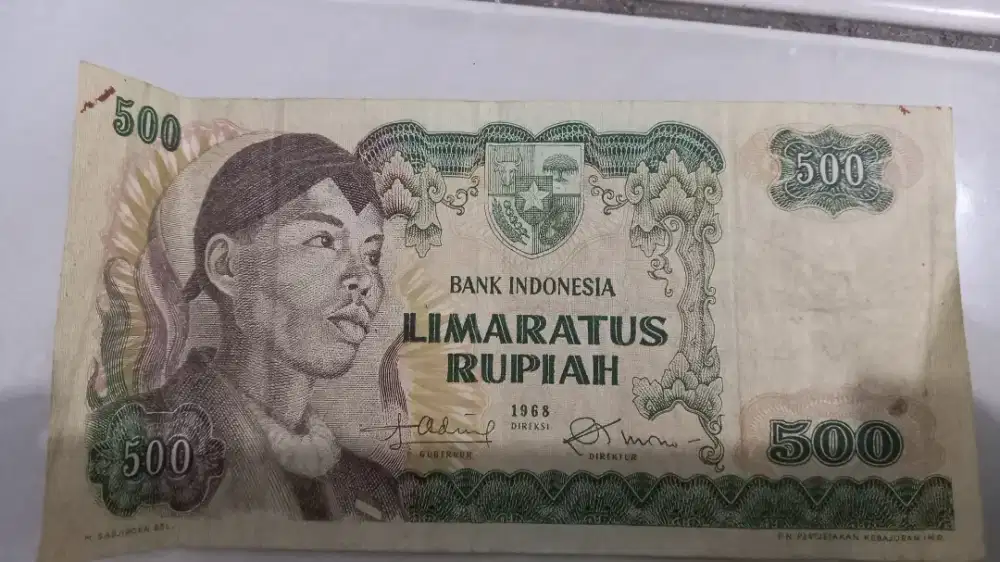 500
500
BANK INDONESIA
LIMARATUS
RUPIAH
1968
DIREKSI
GUBERNUR
DIREKTUR
500
500